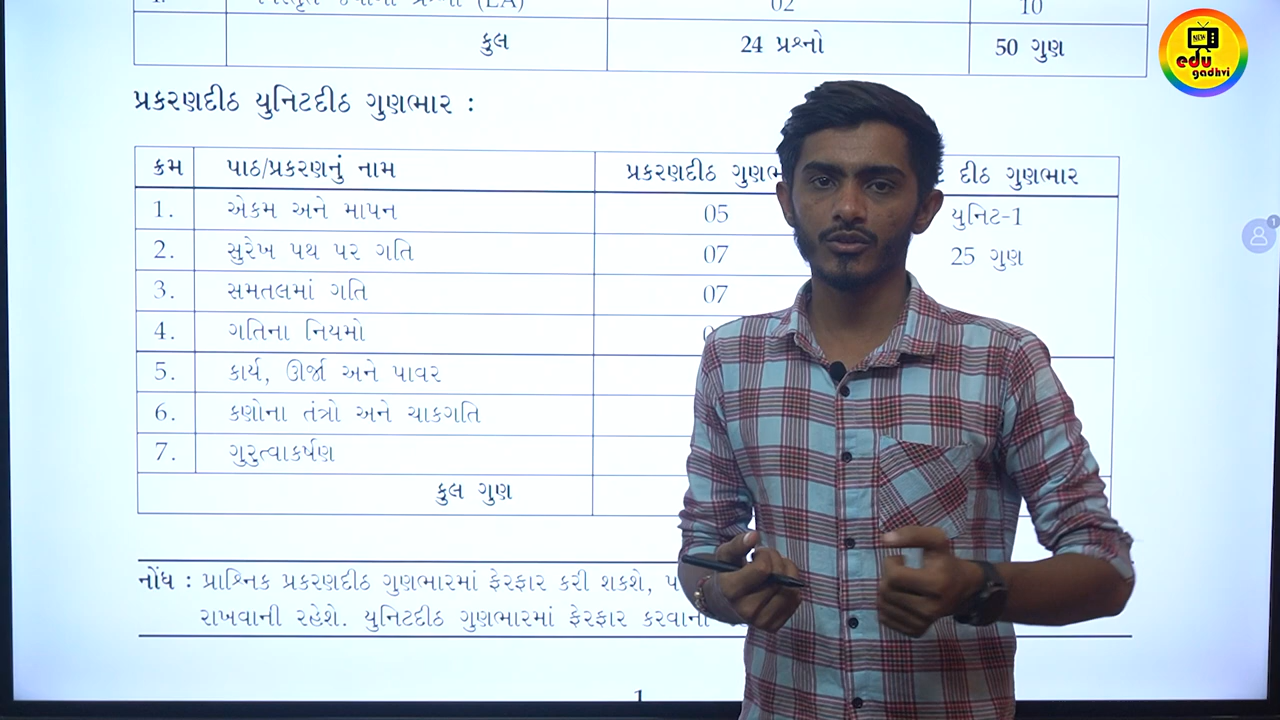 02 10
કુલ 24 પ્રશ્નો 50 ગુણ
NEW
edu
gadhvi
પ્રકરણદીઠ યુનિટદીઠ ગુણભાર :
ક્રમ પાઠ/પ્રકરણનું નામ પ્રકરણદીઠ દીઠ ગુણભાર
1. એકમ અને માપન 05 યુનિટ-1
2. સુરેખ પથ પર ગતિ 07 25 ગુણ
3. સમતલમાં ગતિ 07
4. ગતિના નિયમો
5. કાર્ય, ઊર્જા અને પાવર
6. કણોના તંત્રો અને ચાકગતિ
7. ગુરુત્વાકર્ષણ
કુલ ગુણ
નોંધ : પ્રાશ્નિક પ્રકરણદીઠ ગુણભારમાં ફેરફાર કરી શકશે,
રાખવાની રહેશે. યુનિટદીઠ ગુણભારમાં ફેરફાર કરવાની
1